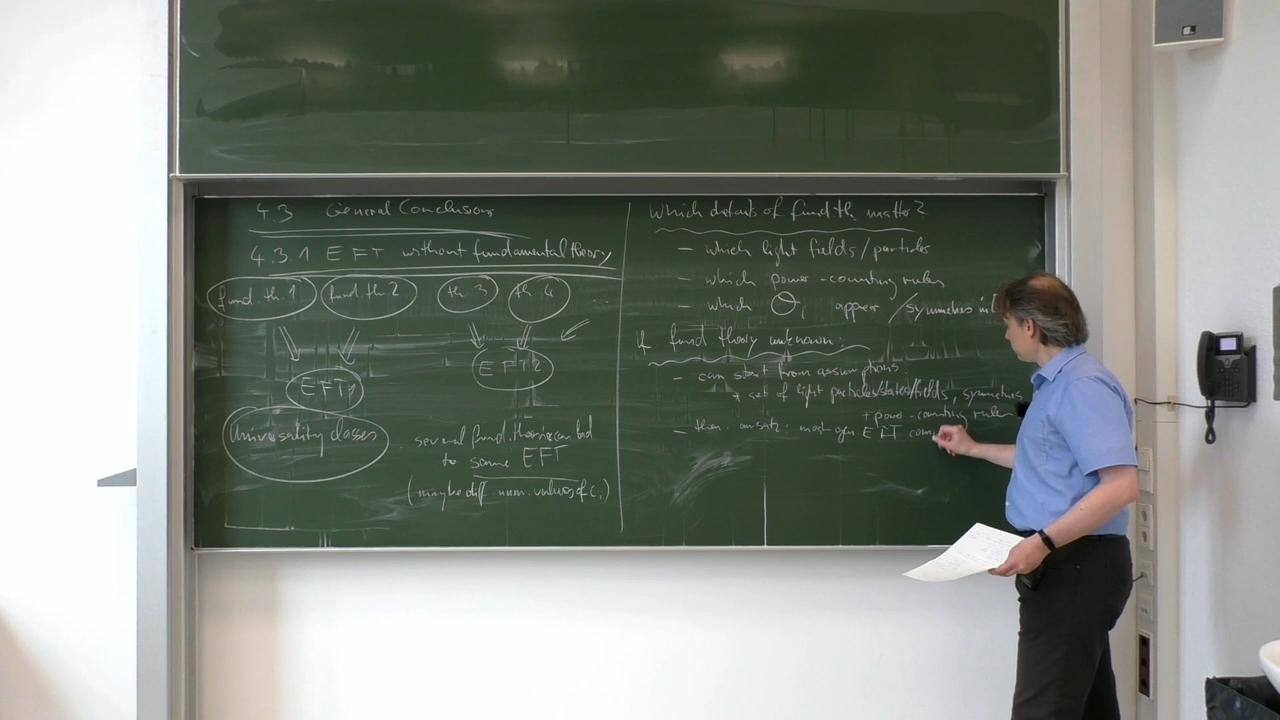 4.3 General Conclusions
4.3.1 EFT without fundamental theory
fund. th. 1 fund. th. 2 th. 3 th. 4 ...
EFT1 EFT2
Universality classes
several fund. theories can lead
to same EFT
(maybe diff. num. values of c_i)
Which details of fund. th. matter?
- which light fields/particles
- which power-counting rules
- which O_i appear / Symmetries
if fund theory unknown:
- can start from assumptions:
* set of light particles/states/fields, symmetries
+ power-counting rules
- then ansatz: most gen EFT com